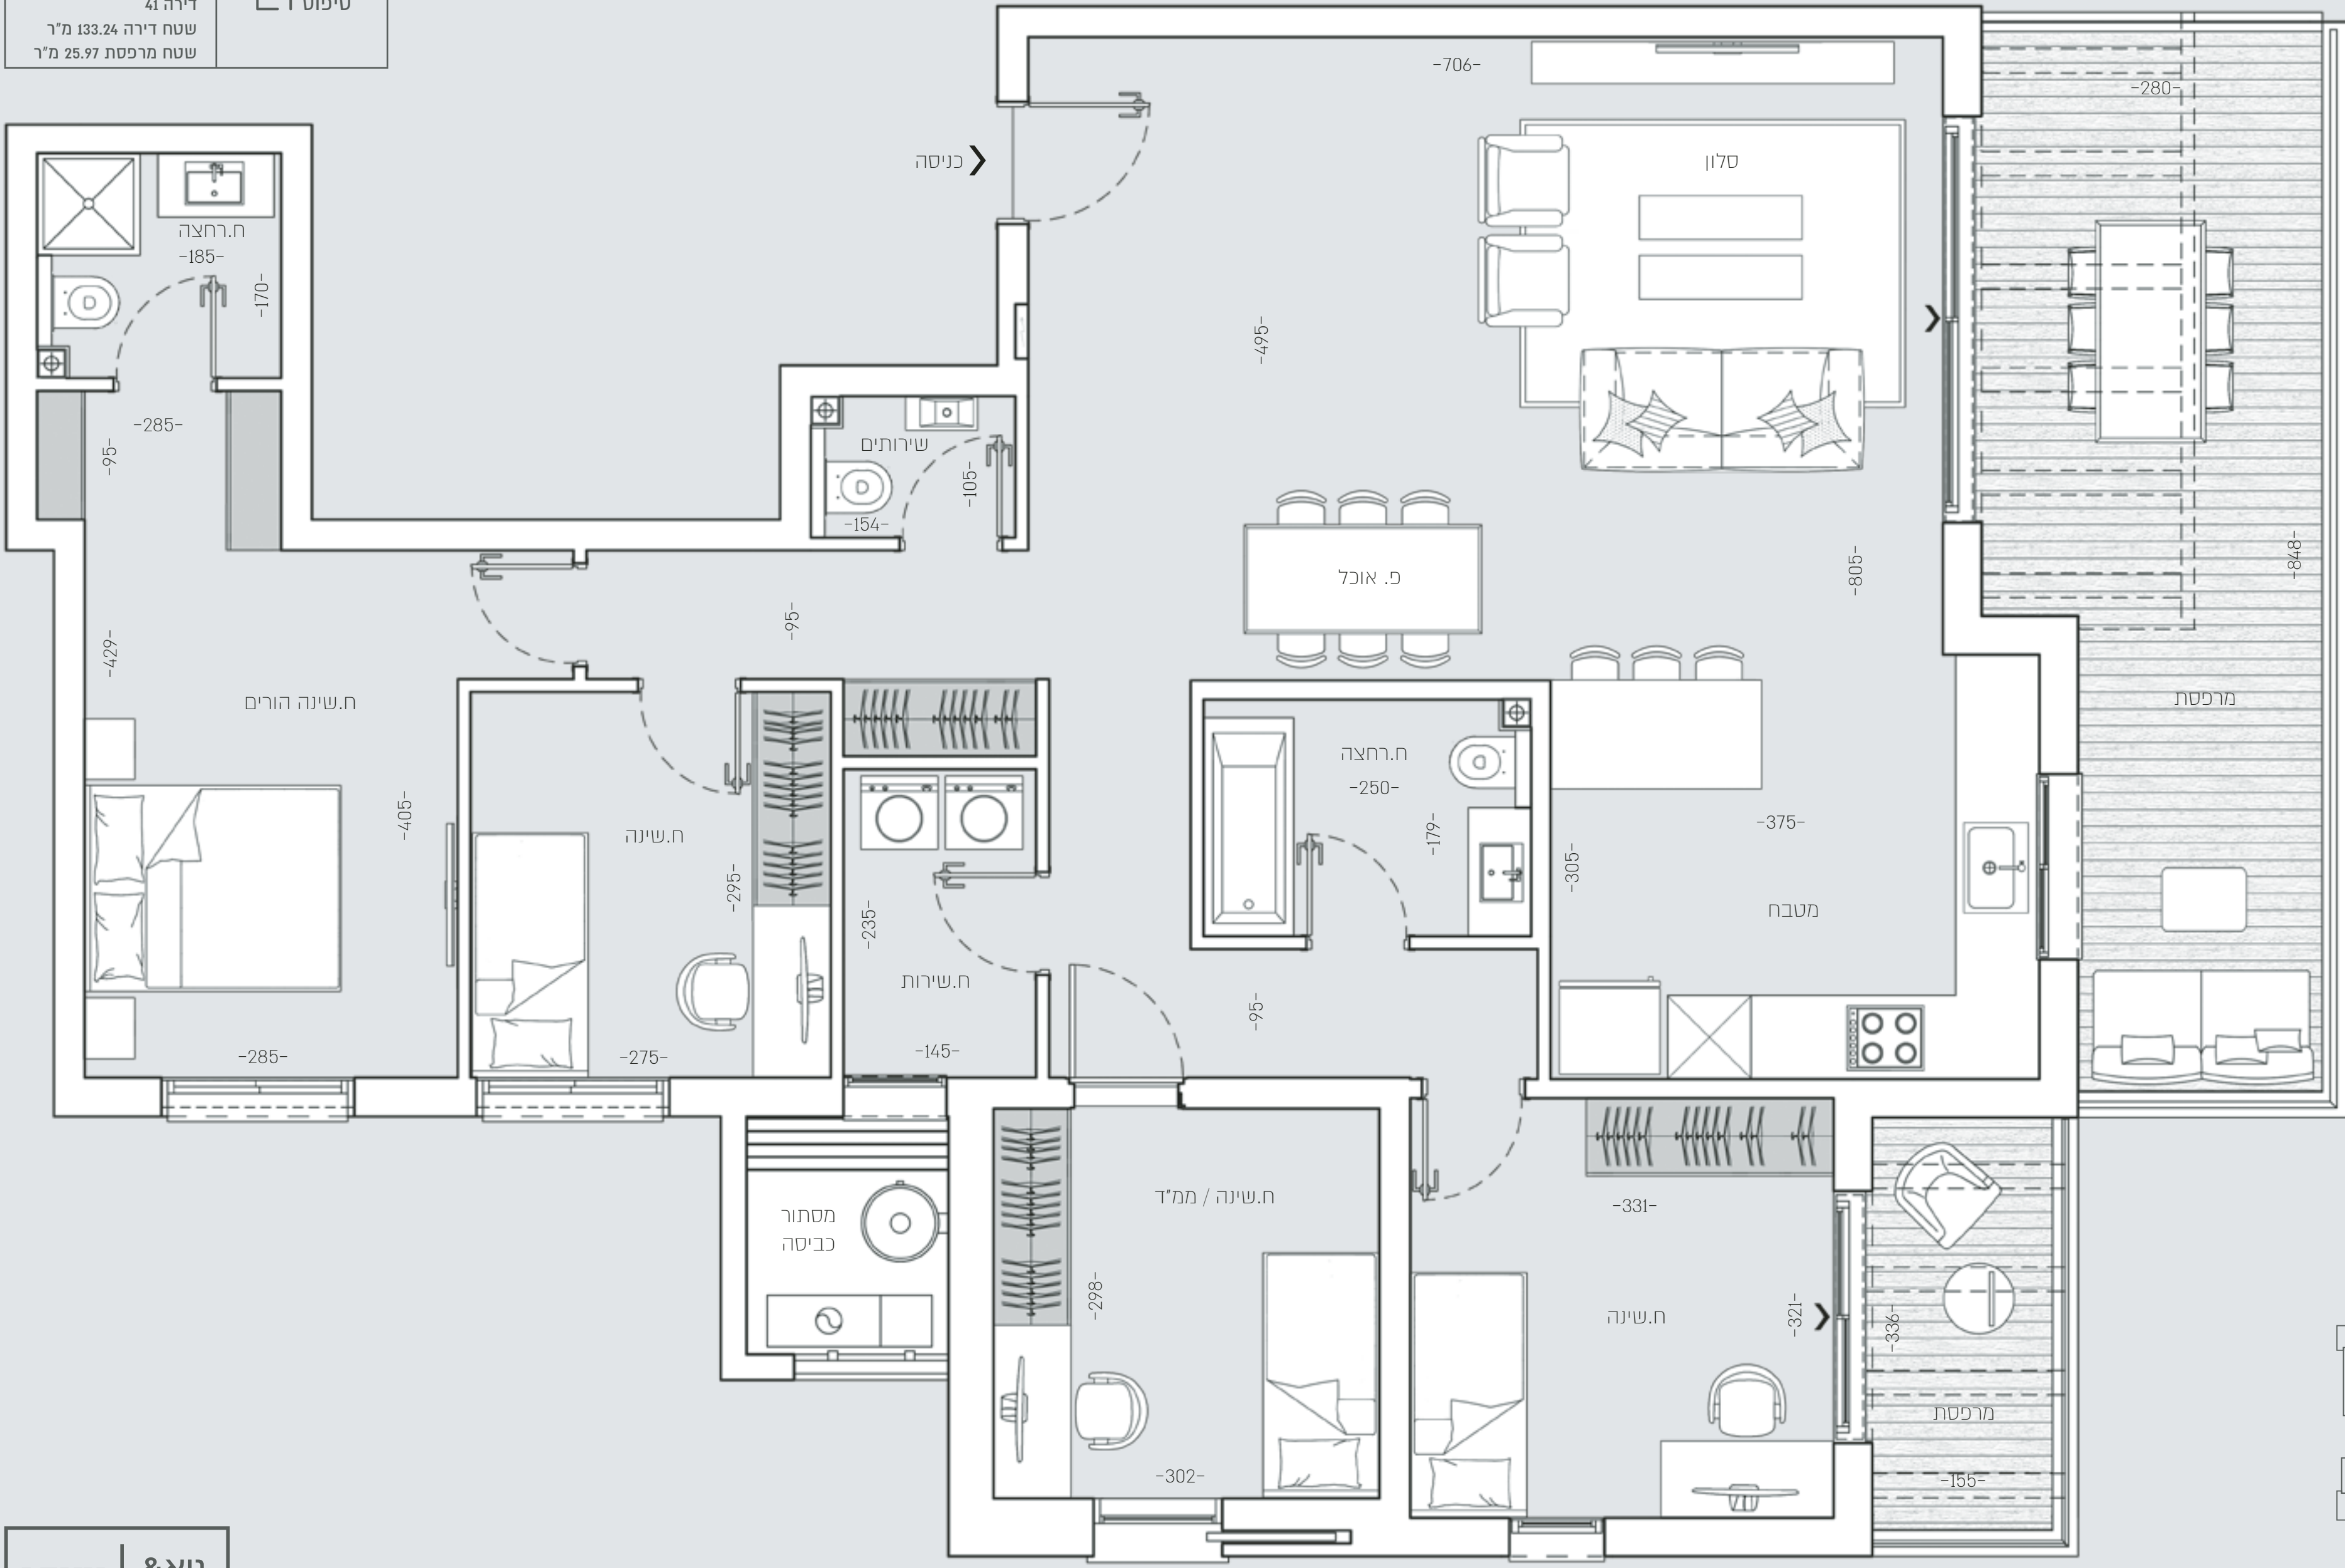 דירה 41
שטח דירה 133.24 מ"ר
שטח מרפסת 25.97 מ"ר
טיפוס
-706-
-280-
כניסה
סלון
ח.רחצה
-185-
-170-
-495-
-285-
-95-
שירותים
-105-
-154-
פ. אוכל
-805-
-848-
-95-
-429-
ח.שינה הורים
מרפסת
ח.רחצה
-250-
-179-
-375-
-305-
מטבח
-405-
ח.שינה
-295-
-235-
ח.שירות
-145-
-95-
-285-
-275-
ח.שינה / ממ"ד
-331-
מסתור
כביסה
-298-
ח.שינה
-321-
-336-
מרפסת
-302-
-155-